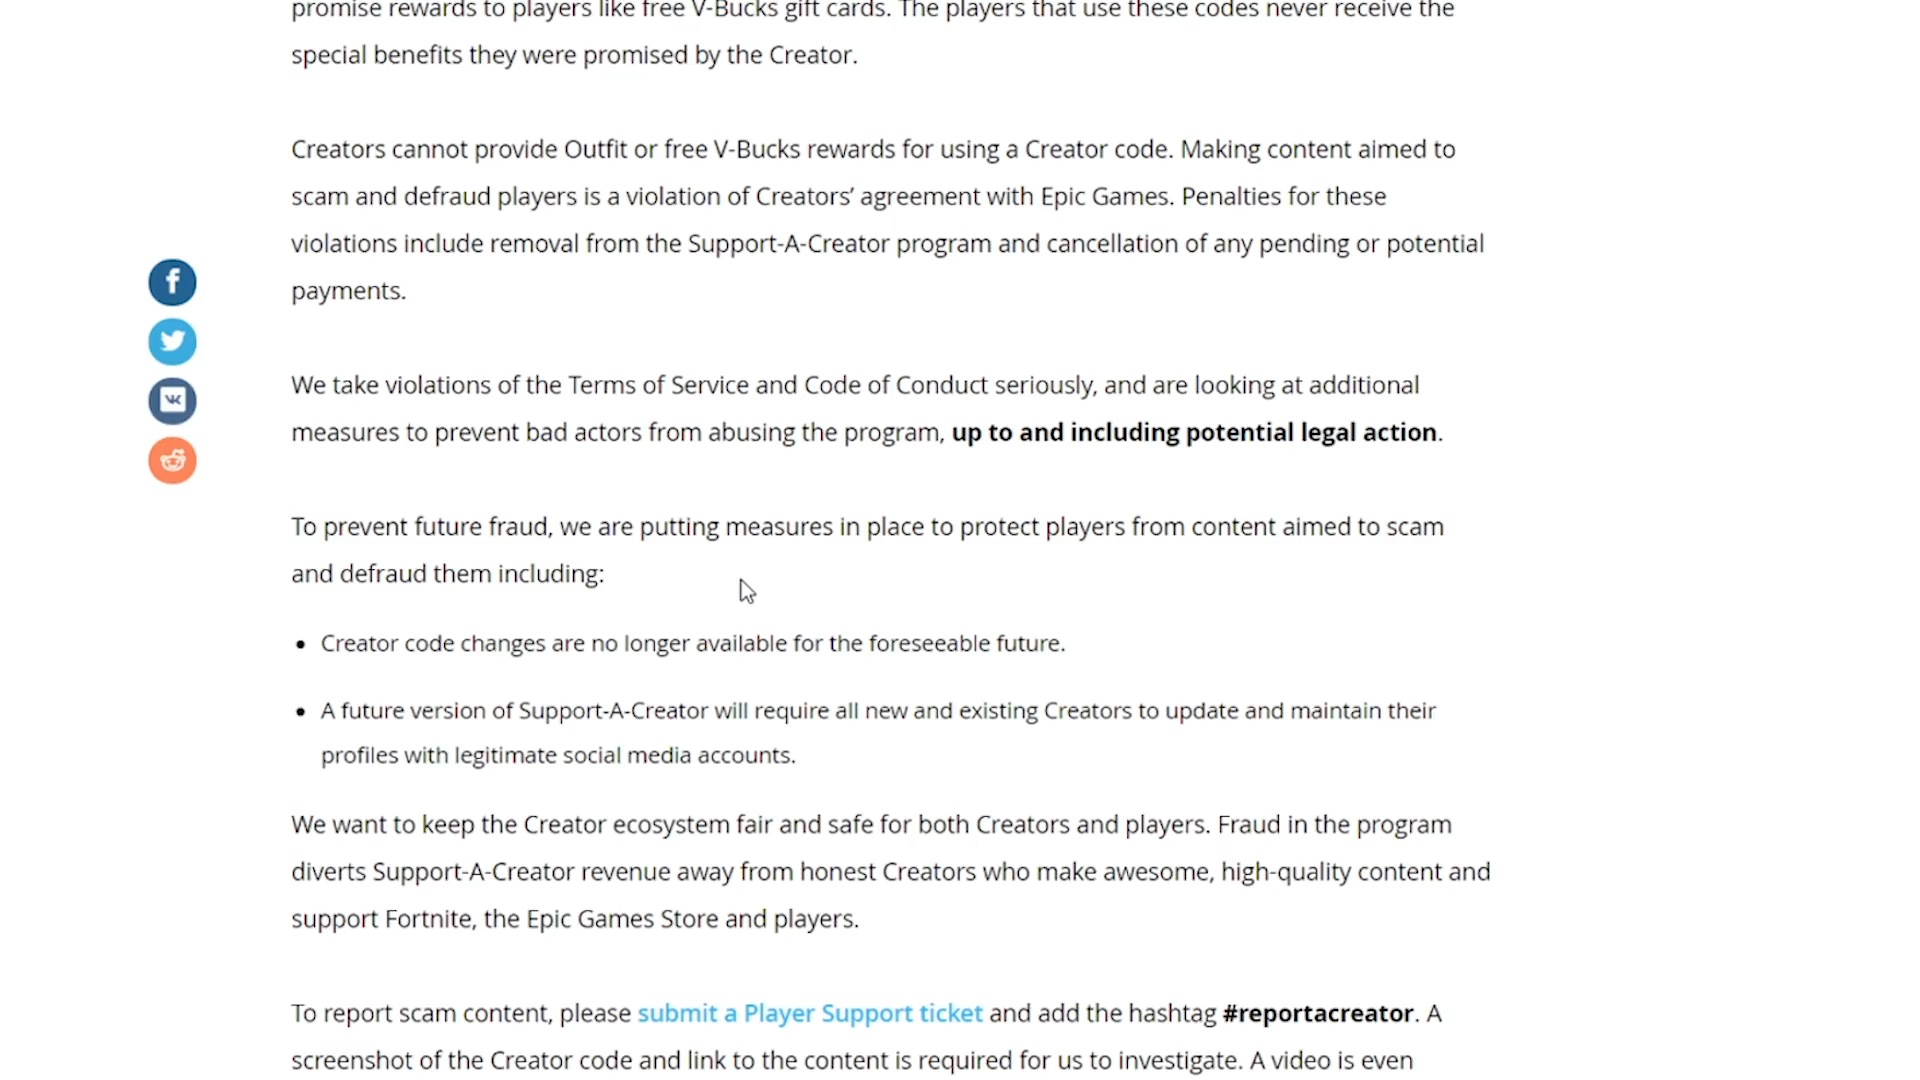 promise rewards to players like free V-Bucks gift cards. The players that use these codes never receive the
special benefits they were promised by the Creator.
Creators cannot provide Outfit or free V-Bucks rewards for using a Creator code. Making content aimed to
scam and defraud players is a violation of Creators’ agreement with Epic Games. Penalties for these
violations include removal from the Support-A-Creator program and cancellation of any pending or potential
payments.
We take violations of the Terms of Service and Code of Conduct seriously, and are looking at additional
measures to prevent bad actors from abusing the program, up to and including potential legal action.
To prevent future fraud, we are putting measures in place to protect players from content aimed to scam
and defraud them including:
• Creator code changes are no longer available for the foreseeable future.
• A future version of Support-A-Creator will require all new and existing Creators to update and maintain their
profiles with legitimate social media accounts.
We want to keep the Creator ecosystem fair and safe for both Creators and players. Fraud in the program
diverts Support-A-Creator revenue away from honest Creators who make awesome, high-quality content and
support Fortnite, the Epic Games Store and players.
To report scam content, please submit a Player Support ticket and add the hashtag #reportacreator. A
screenshot of the Creator code and link to the content is required for us to investigate. A video is even